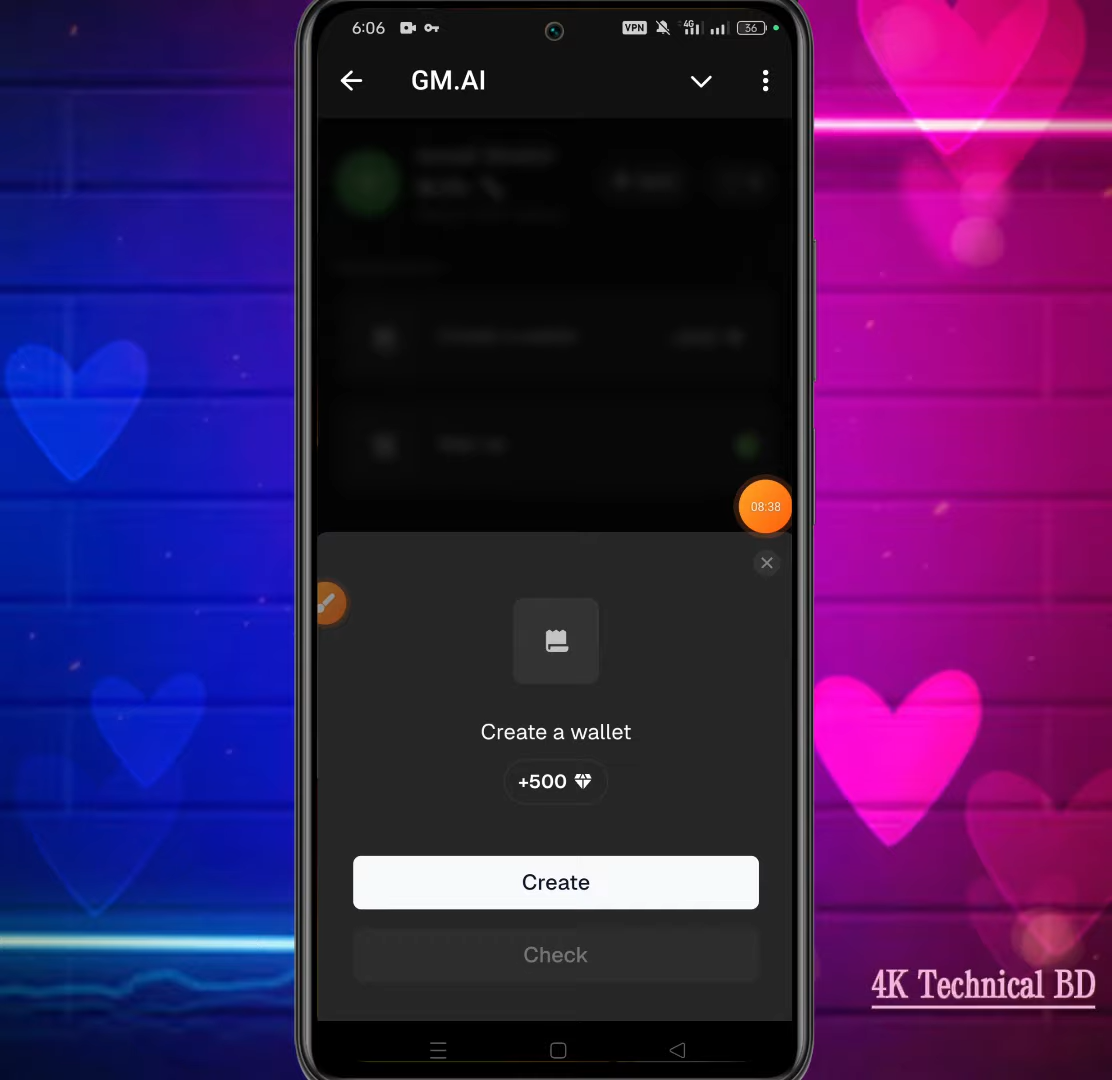 6:06
VPN
4G
36
GM.AI
08:38
Create a wallet
+500
Create
Check
4K Technical BD